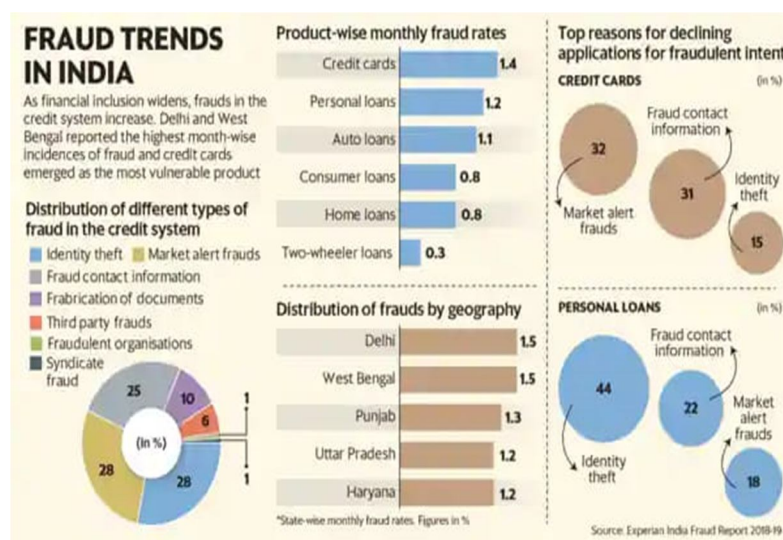 FRAUD TRENDS
IN INDIA
As financial inclusion widens, frauds in the
credit system increase. Delhi and West
Bengal reported the highest month-wise
incidences of fraud and credit cards
emerged as the most vulnerable product
Distribution of different types of
fraud in the credit system
Identity theft Market alert frauds
Fraud contact information
Frabrication of documents
Third party frauds
Fraudulent organisations
Syndicate
fraud
25
10
6
1
(in %)
28
28
1
Product-wise monthly fraud rates
Credit cards 1.4
Personal loans 1.2
Auto loans 1.1
Consumer loans 0.8
Home loans 0.8
Two-wheeler loans 0.3
Distribution of frauds by geography
Delhi 1.5
West Bengal 1.5
Punjab 1.3
Uttar Pradesh 1.2
Haryana 1.2
*State-wise monthly fraud rates. Figures in %
Top reasons for declining
applications for fraudulent intent
CREDIT CARDS (in %)
32
Market alert
frauds
Fraud contact
information
31
Identity
theft
15
PERSONAL LOANS (in %)
44
Identity
theft
Fraud contact
information
22
Market
alert
frauds
18
Source: Experian India Fraud Report 2018-19